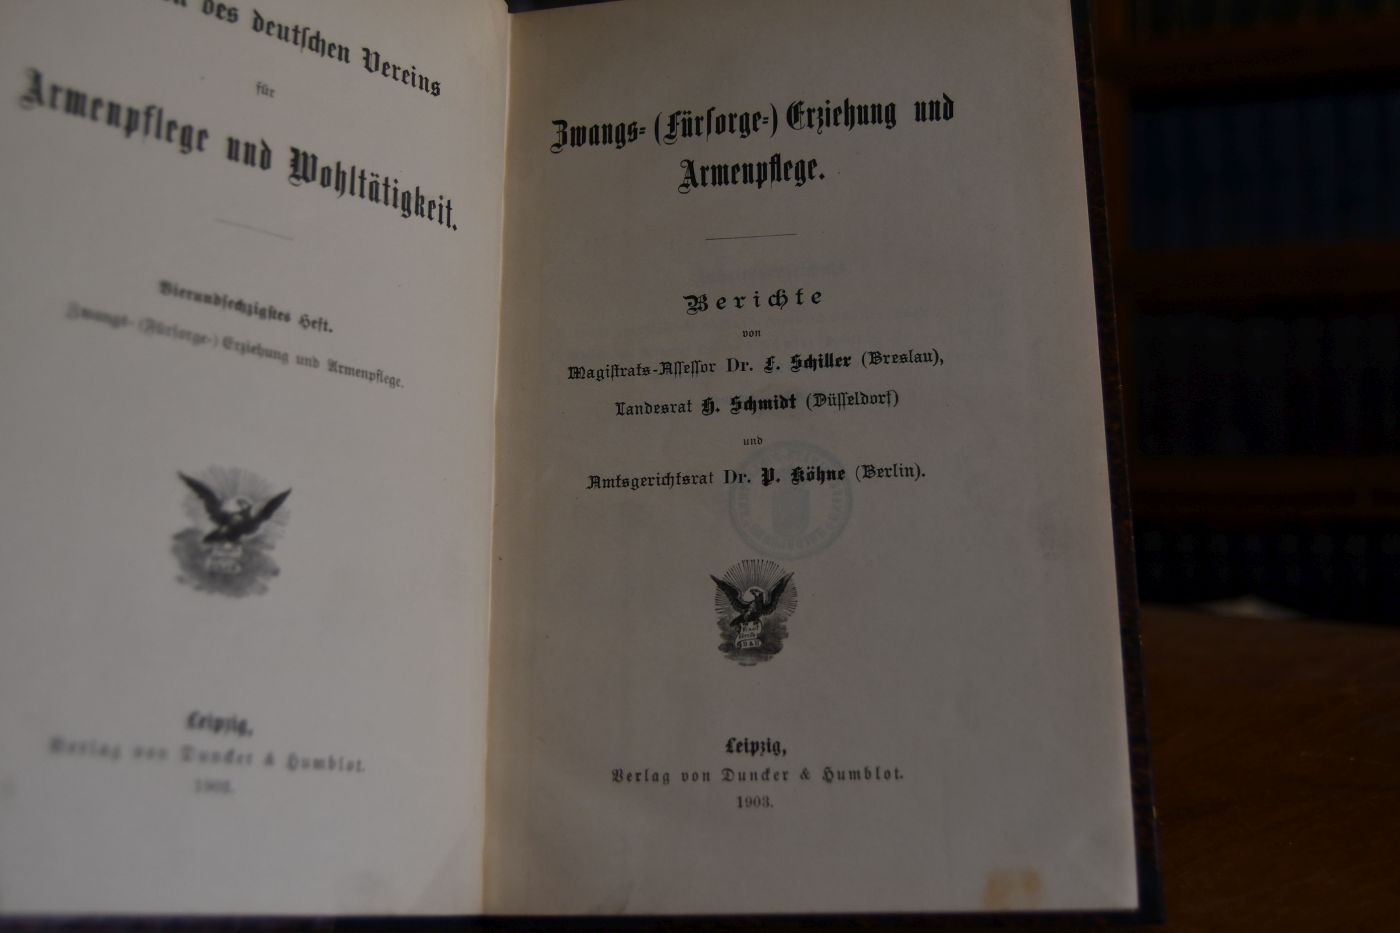 des deutschen Vereins
für
Armenpflege und Wohltätigkeit.
Vierundsechzigstes Heft.
Zwangs- (Fürsorge-) Erziehung und Armenpflege.
Leipzig,
Verlag von Duncker & Humblot.
1903.
Zwangs- (Fürsorge-) Erziehung und
Armenpflege.
Berichte
von
Magistrats-Assessor Dr. F. Schiller (Breslau),
Landesrat H. Schmidt (Düsseldorf)
und
Amtsgerichtsrat Dr. P. Köhne (Berlin).
Leipzig,
Verlag von Duncker & Humblot.
1903.